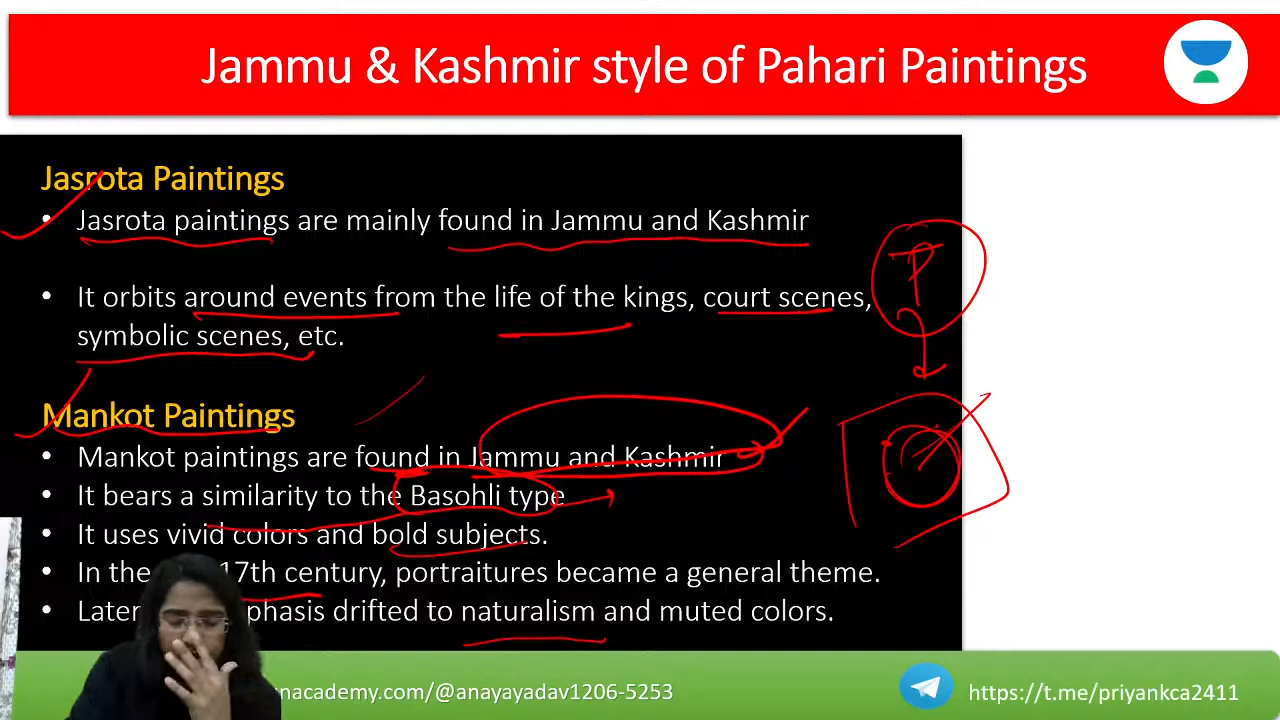 Jammu & Kashmir style of Pahari Paintings
Jasrota Paintings
• Jasrota paintings are mainly found in Jammu and Kashmir
• It orbits around events from the life of the kings, court scenes,
symbolic scenes, etc.
P
Mankot Paintings
• Mankot paintings are found in Jammu and Kashmir
• It bears a similarity to the Basohli type
• It uses vivid colors and bold subjects.
• In the 17th century, portraitures became a general theme.
• Later drifted to naturalism and muted colors.
nacademy.com/@anayayadav1206-5253
https://t.me/priyankca2411